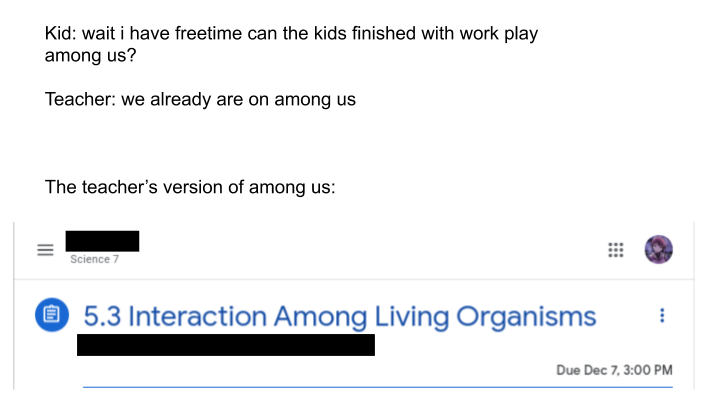 Kid: wait i have freetime can the kids finished with work play
among us?
Teacher: we already are on among us
The teacher’s version of among us:
Science 7
5.3 Interaction Among Living Organisms
Due Dec 7, 3:00 PM